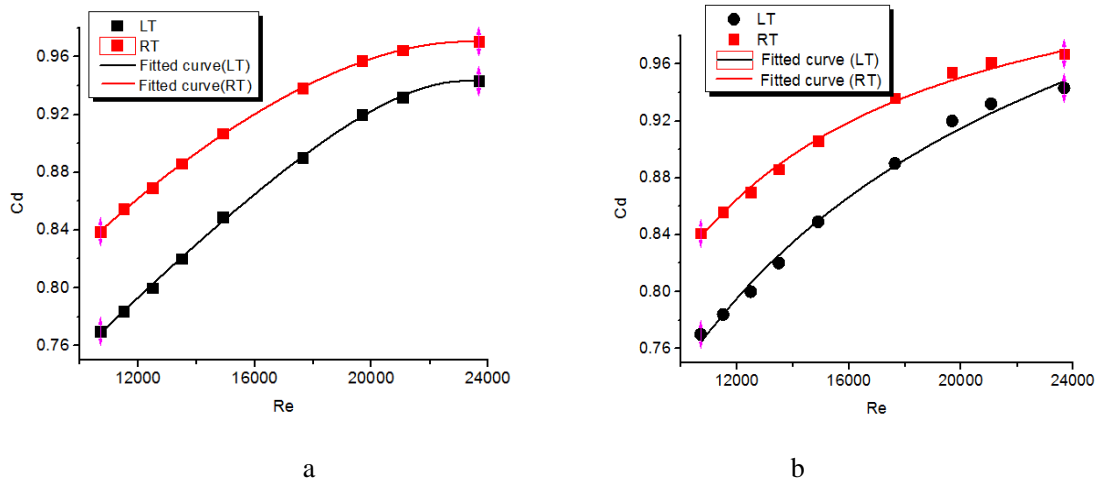 LT
RT
Fitted curve(LT)
Fitted curve(RT)
0.96
0.92
0.88
0.84
0.80
0.76
Cd
12000 16000 20000 24000
Re
a
LT
RT
Fitted curve (LT)
Fitted curve (RT)
0.96
0.92
0.88
0.84
0.80
0.76
Cd
12000 16000 20000 24000
Re
b